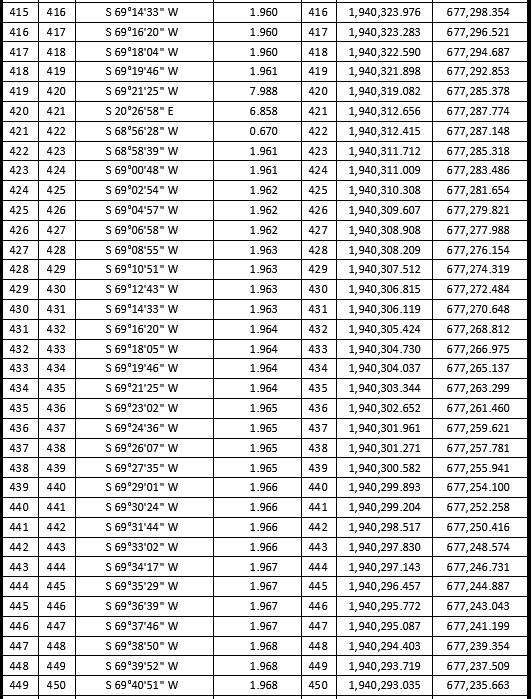 415 416 S 69°14'33" W 1.960 416 1,940,323.976 677,298.354
416 417 S 69°16'20" W 1.960 417 1,940,323.283 677,296.521
417 418 S 69°18'04" W 1.960 418 1,940,322.590 677,294.687
418 419 S 69°19'46" W 1.961 419 1,940,321.898 677,292.853
419 420 S 69°21'25" W 7.988 420 1,940,319.082 677,285.378
420 421 S 20°26'58" E 6.858 421 1,940,312.656 677,287.774
421 422 S 68°56'28" W 0.670 422 1,940,312.415 677,287.148
422 423 S 68°58'39" W 1.961 423 1,940,311.712 677,285.318
423 424 S 69°00'48" W 1.961 424 1,940,311.009 677,283.486
424 425 S 69°02'54" W 1.962 425 1,940,310.308 677,281.654
425 426 S 69°04'57" W 1.962 426 1,940,309.607 677,279.821
426 427 S 69°06'58" W 1.962 427 1,940,308.908 677,277.988
427 428 S 69°08'55" W 1.963 428 1,940,308.209 677,276.154
428 429 S 69°10'51" W 1.963 429 1,940,307.512 677,274.319
429 430 S 69°12'43" W 1.963 430 1,940,306.815 677,272.484
430 431 S 69°14'33" W 1.963 431 1,940,306.119 677,270.648
431 432 S 69°16'20" W 1.964 432 1,940,305.424 677,268.812
432 433 S 69°18'05" W 1.964 433 1,940,304.730 677,266.975
433 434 S 69°19'46" W 1.964 434 1,940,304.037 677,265.137
434 435 S 69°21'25" W 1.964 435 1,940,303.344 677,263.299
435 436 S 69°23'02" W 1.965 436 1,940,302.652 677,261.460
436 437 S 69°24'36" W 1.965 437 1,940,301.961 677,259.621
437 438 S 69°26'07" W 1.965 438 1,940,301.271 677,257.781
438 439 S 69°27'35" W 1.965 439 1,940,300.582 677,255.941
439 440 S 69°29'01" W 1.966 440 1,940,299.893 677,254.100
440 441 S 69°30'24" W 1.966 441 1,940,299.204 677,252.258
441 442 S 69°31'44" W 1.966 442 1,940,298.517 677,250.416
442 443 S 69°33'02" W 1.966 443 1,940,297.830 677,248.574
443 444 S 69°34'17" W 1.967 444 1,940,297.143 677,246.731
444 445 S 69°35'29" W 1.967 445 1,940,296.457 677,244.887
445 446 S 69°36'39" W 1.967 446 1,940,295.772 677,243.043
446 447 S 69°37'46" W 1.967 447 1,940,295.087 677,241.199
447 448 S 69°38'50" W 1.968 448 1,940,294.403 677,239.354
448 449 S 69°39'52" W 1.968 449 1,940,293.719 677,237.509
449 450 S 69°40'51" W 1.968 450 1,940,293.035 677,235.663